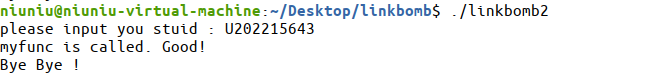 niuniu@niuniu-virtual-machine:~/Desktop/linkbomb$ ./linkbomb2
please input you stuid : U202215643
myfunc is called. Good!
Bye Bye !